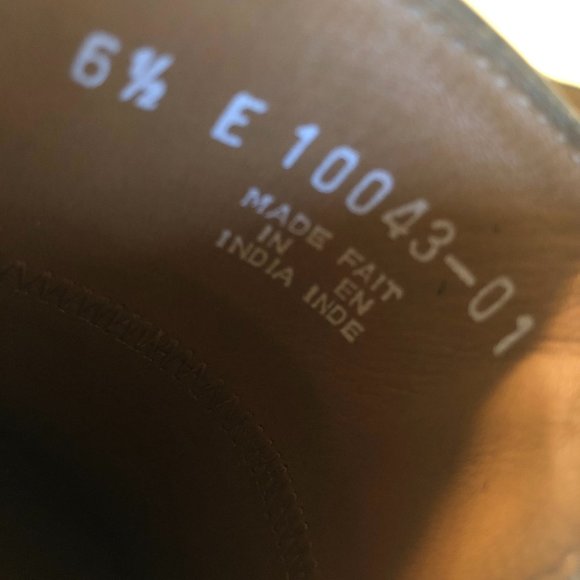 6½ E 10043-01
MADE FAIT
IN EN
INDIA INDE